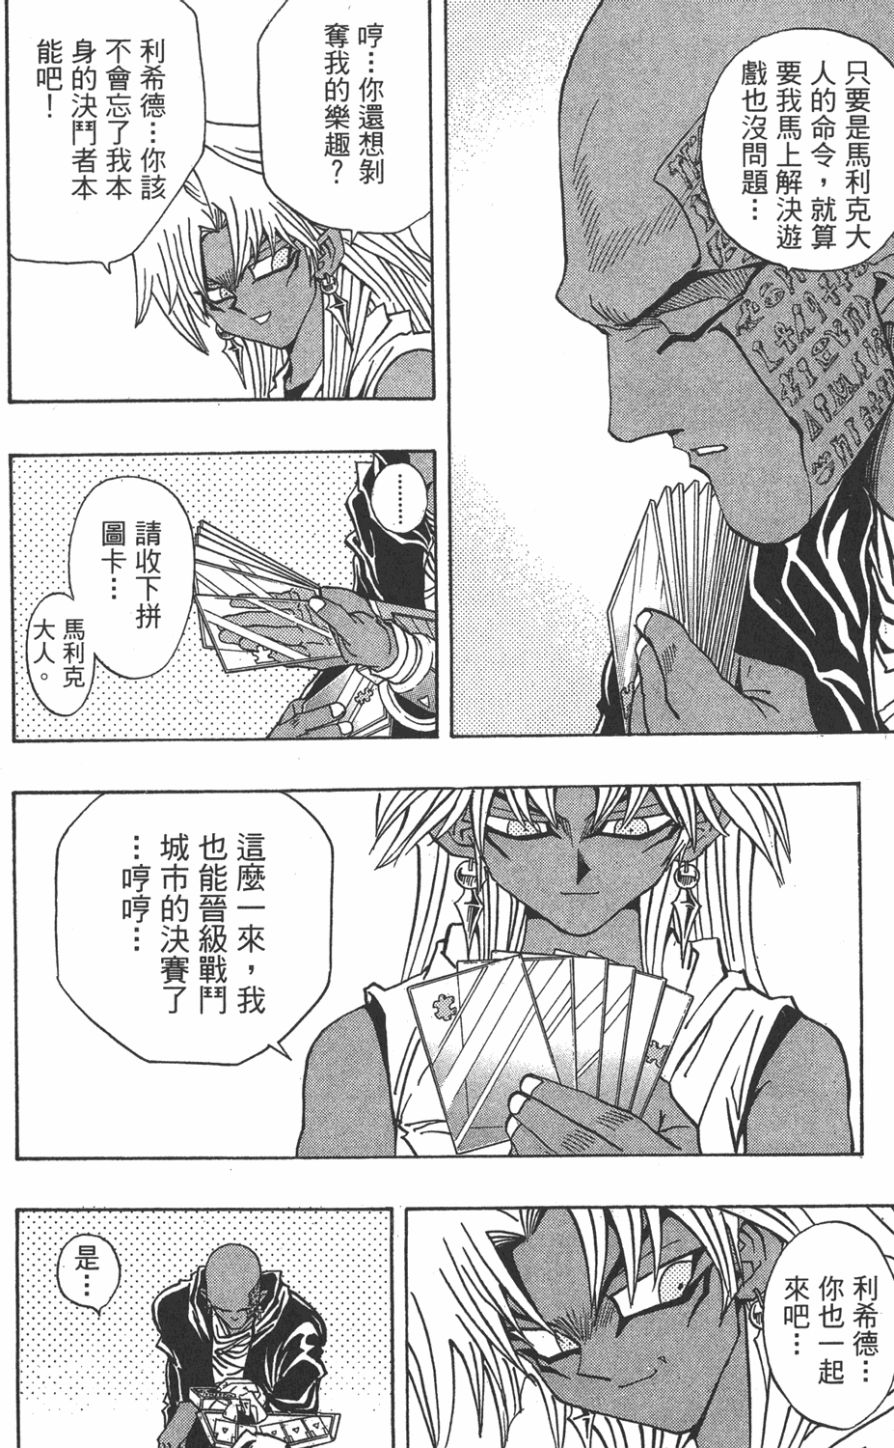 只要是馬利克大
人的命令，就算
要我馬上解決遊
戲也沒問題…
哼…你還想剝
奪我的樂趣？
利希德…你該
不會忘了我本
身的決鬥者本
能吧！
………
請收下拼
圖卡…
馬利克
大人。
這麼一來，我
也能晉級戰鬥
城市的決賽了
…哼哼…
利希德…
你也一起
來吧…
是…